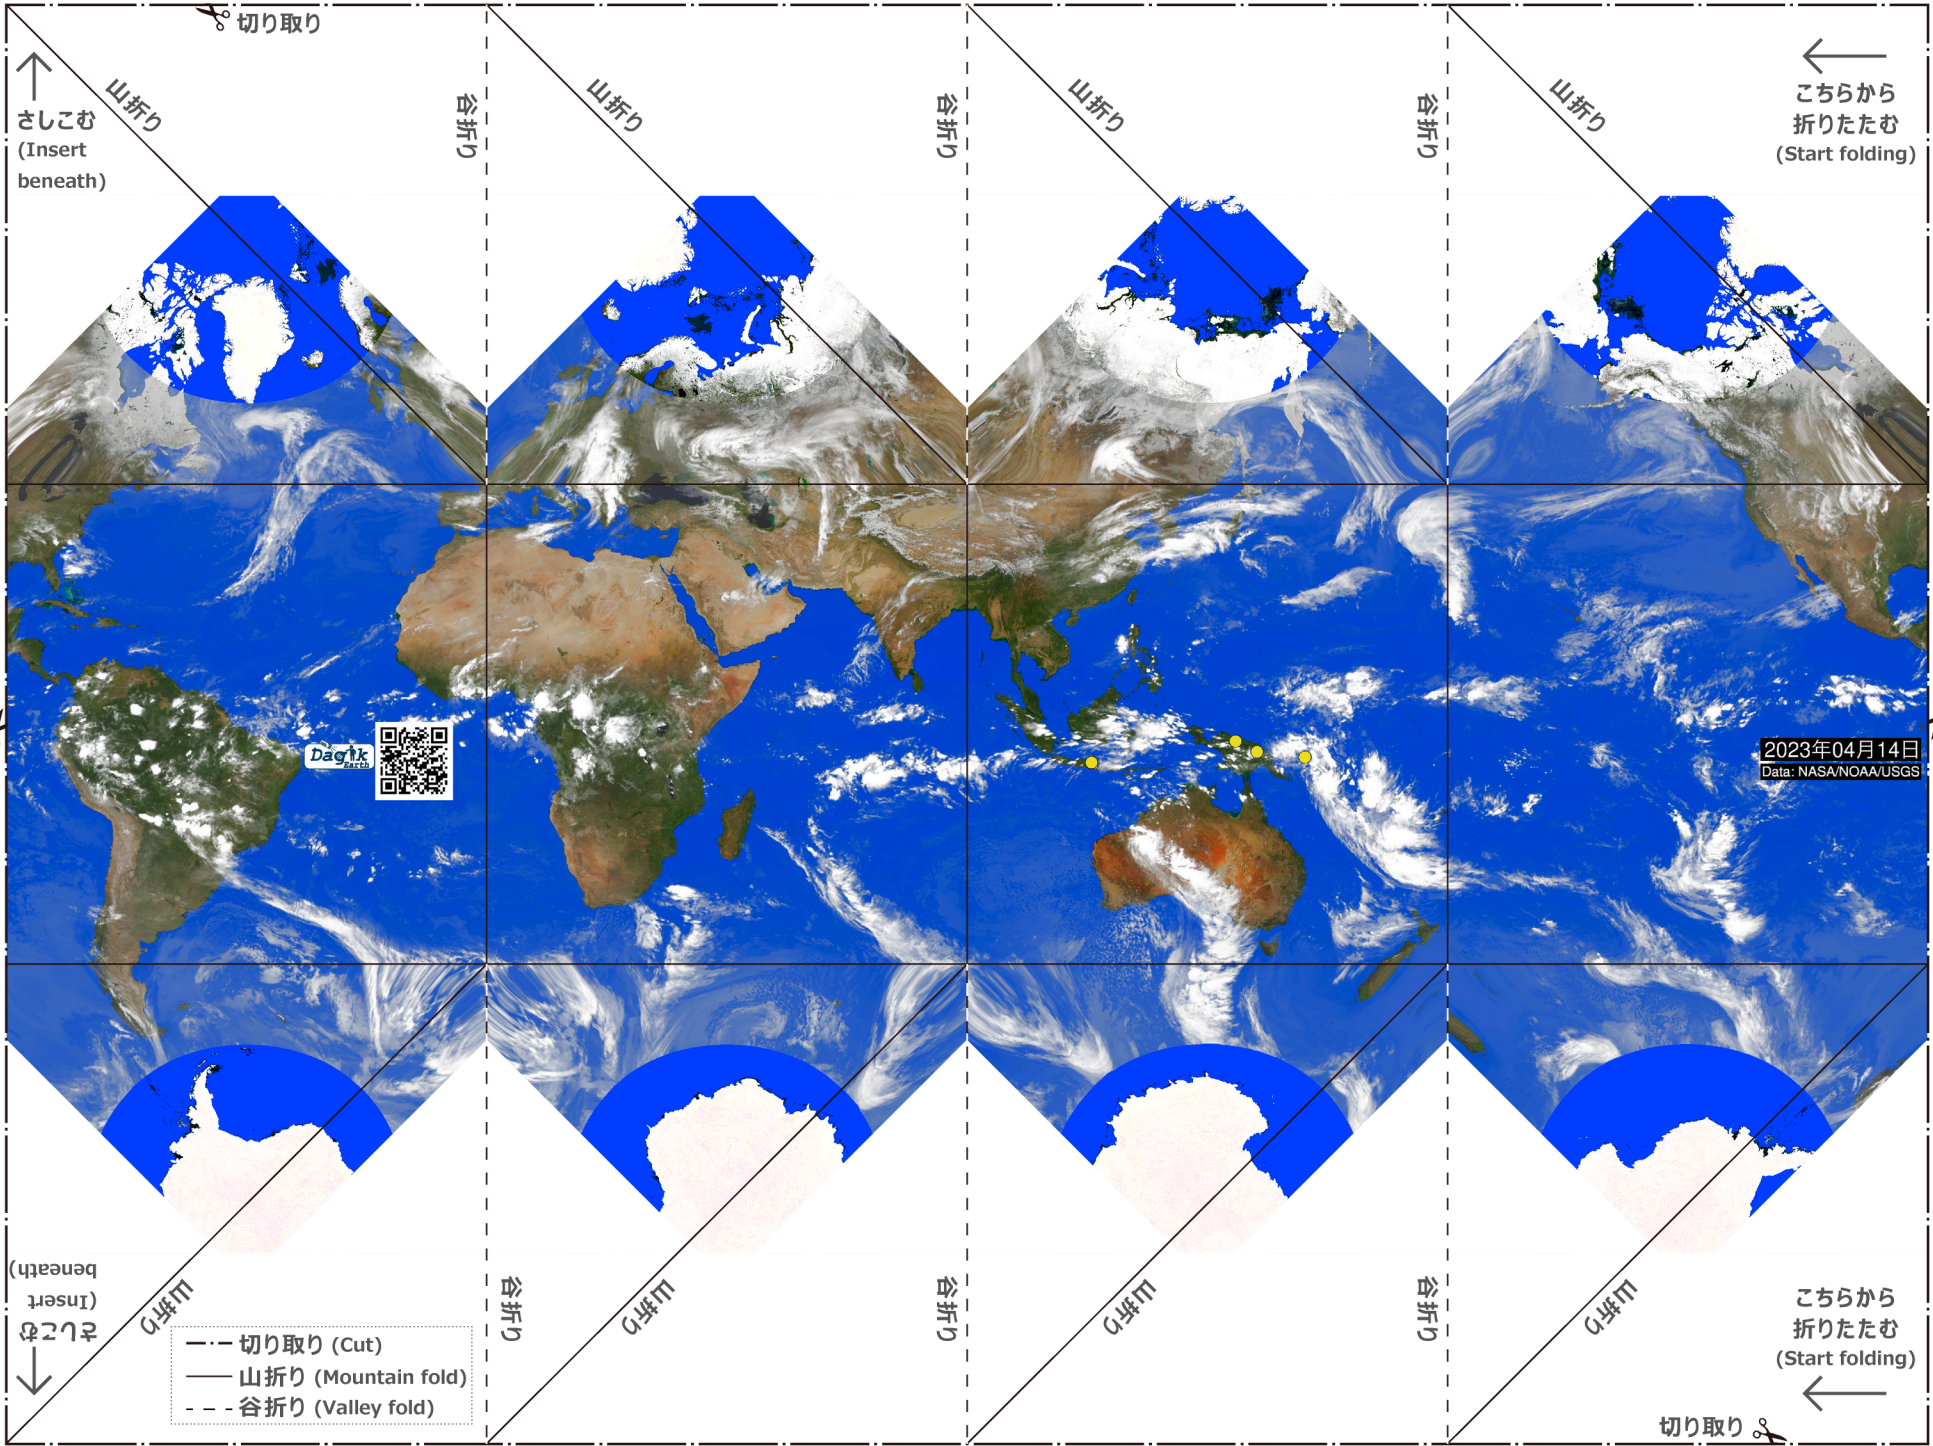 切り取り
山折り
谷折り
山折り
谷折り
山折り
谷折り
山折り
さしこむ
(Insert
beneath)
こちらから
折りたたむ
(Start folding)
Dagik
Earth
2023年04月14日
Data: NASA/NOAA/USGS
さしこむ
(Insert
beneath)
山折り
谷折り
山折り
谷折り
山折り
谷折り
山折り
切り取り (Cut)
山折り (Mountain fold)
谷折り (Valley fold)
こちらから
折りたたむ
(Start folding)
切り取り